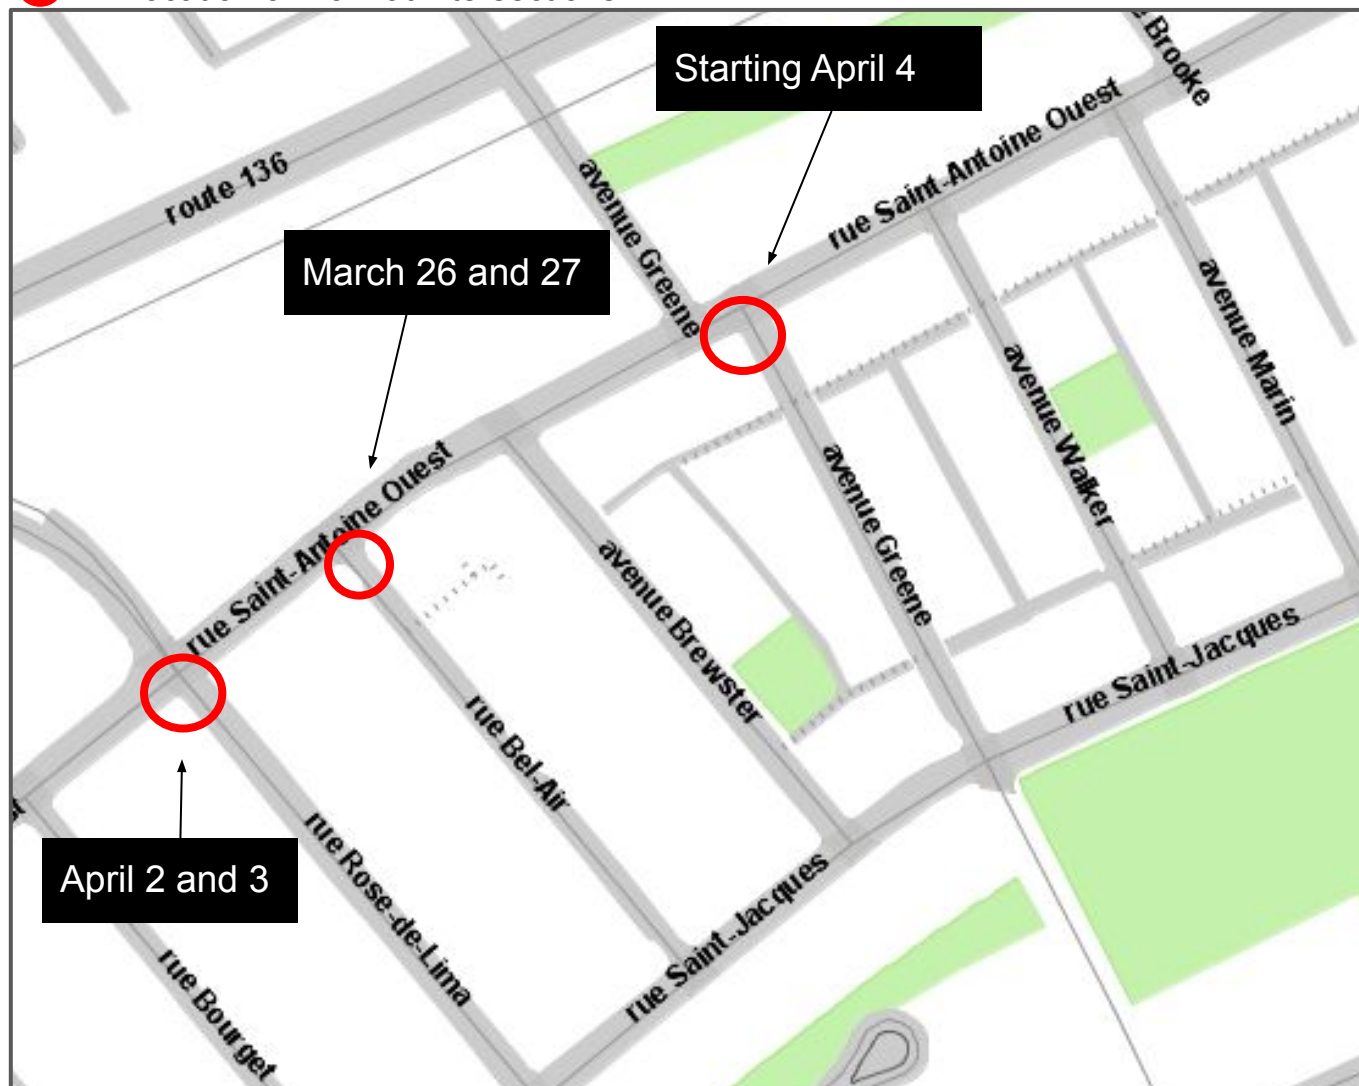 Starting April 4
e Brooke
rue Saint-Antoine Ouest
route 136
avenue Greene
March 26 and 27
avenue Marin
avenue Walker
rue Saint-Antoine Ouest
avenue Greene
avenue Brewster
rue Saint-Jacques
rue Bel-Air
April 2 and 3
rue Rose-de-Lima
rue Saint-Jacques
rue Bourget